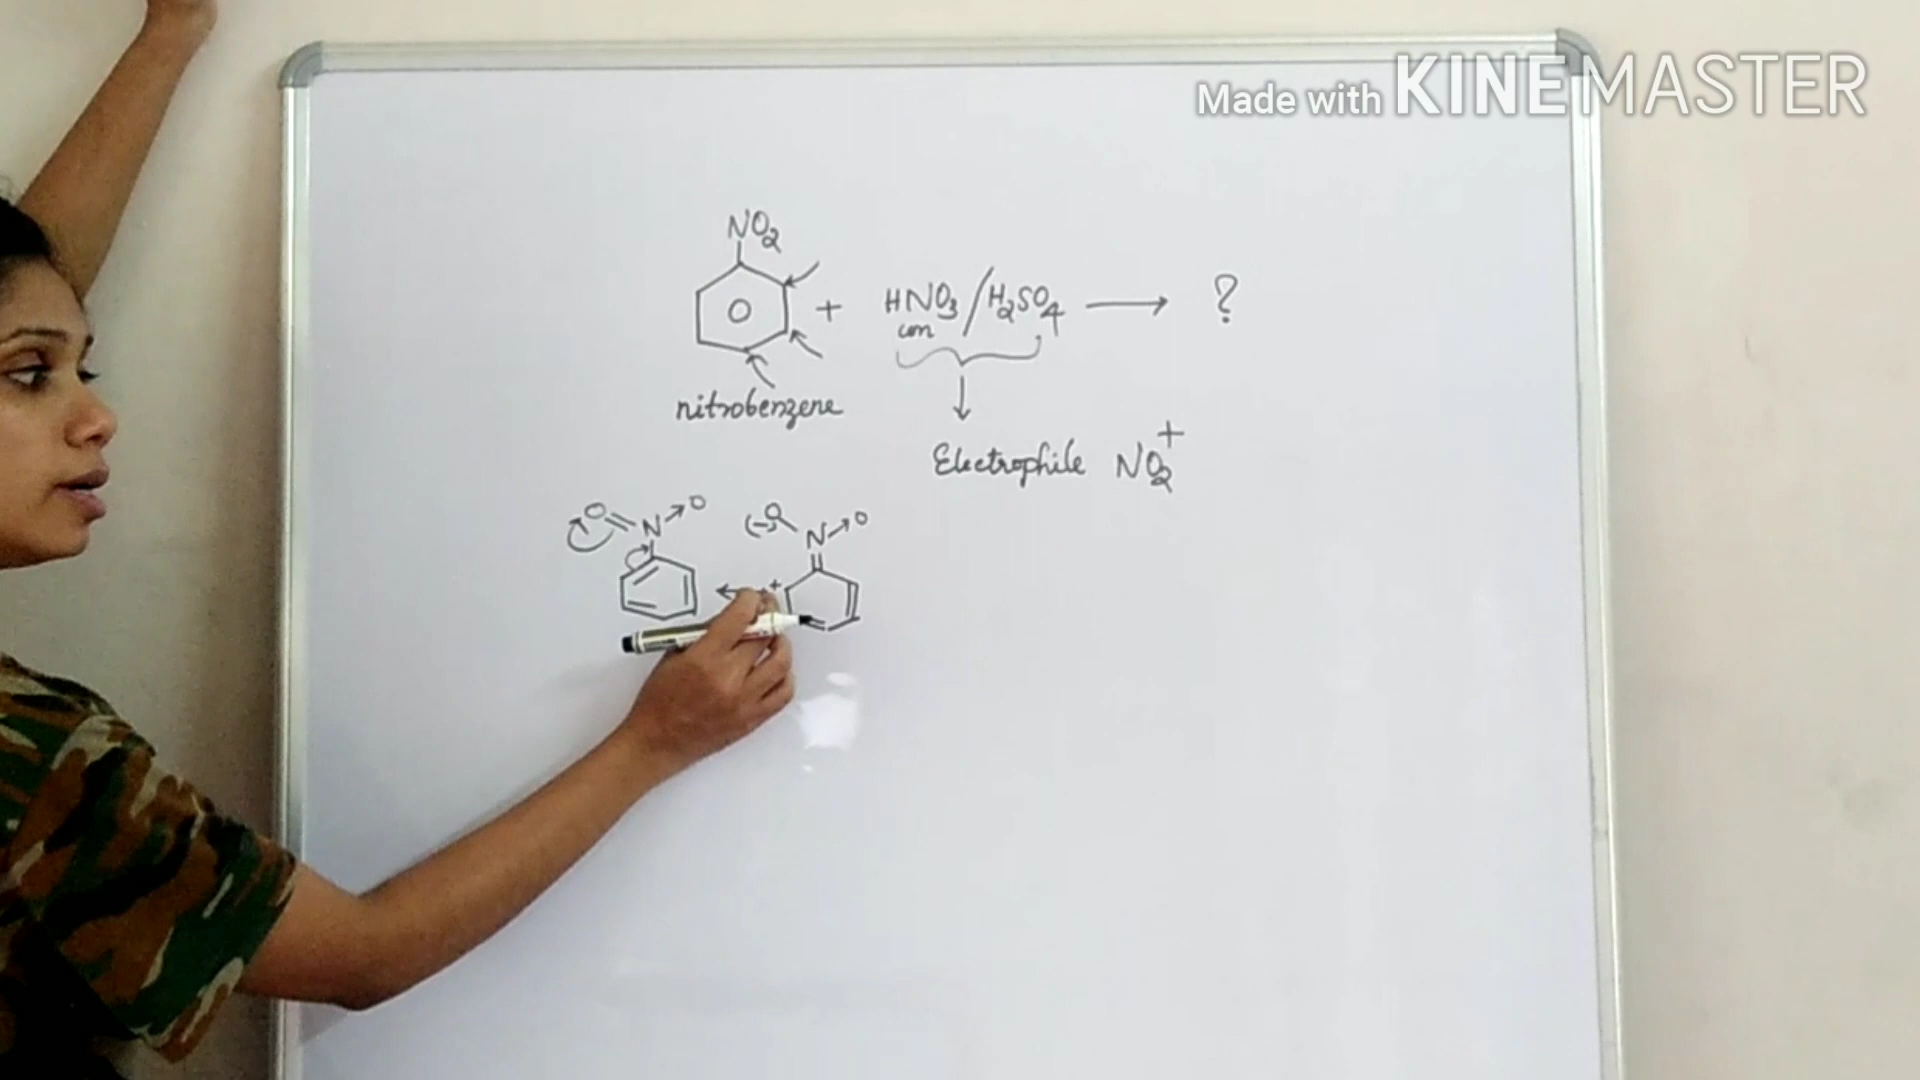 Made with KINEMASTER
NO2
+ HNO3 / H2SO4 → ?
con
nitrobenzene
Electrophile NO2+
O N → O
(-) O N → O
+